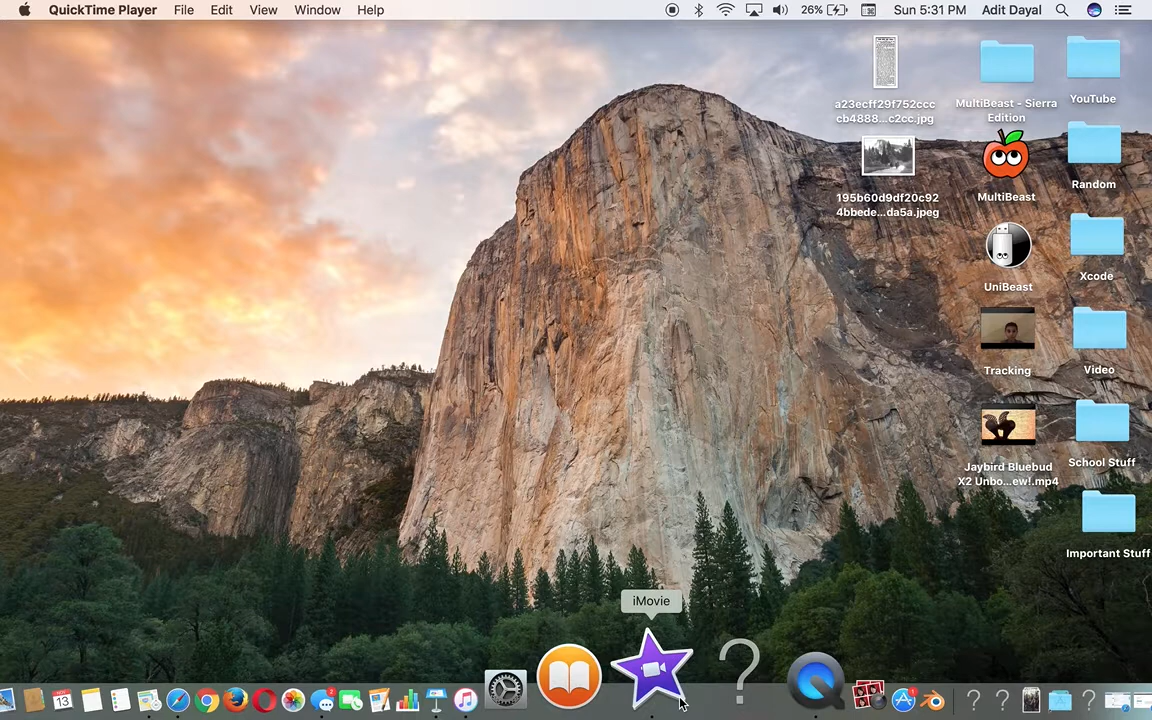 QuickTime Player File Edit View Window Help 26% Sun 5:31 PM Adit Dayal
a23ecff29f752ccc
cb4888...c2cc.jpg
MultiBeast - Sierra
Edition
YouTube
195b60d9df20c92
4bbede...da5a.jpeg
MultiBeast
Random
UniBeast
Xcode
Tracking
Video
Jaybird Bluebud
X2 Unbo...ew!.mp4
School Stuff
Important Stuff
iMovie
13
2